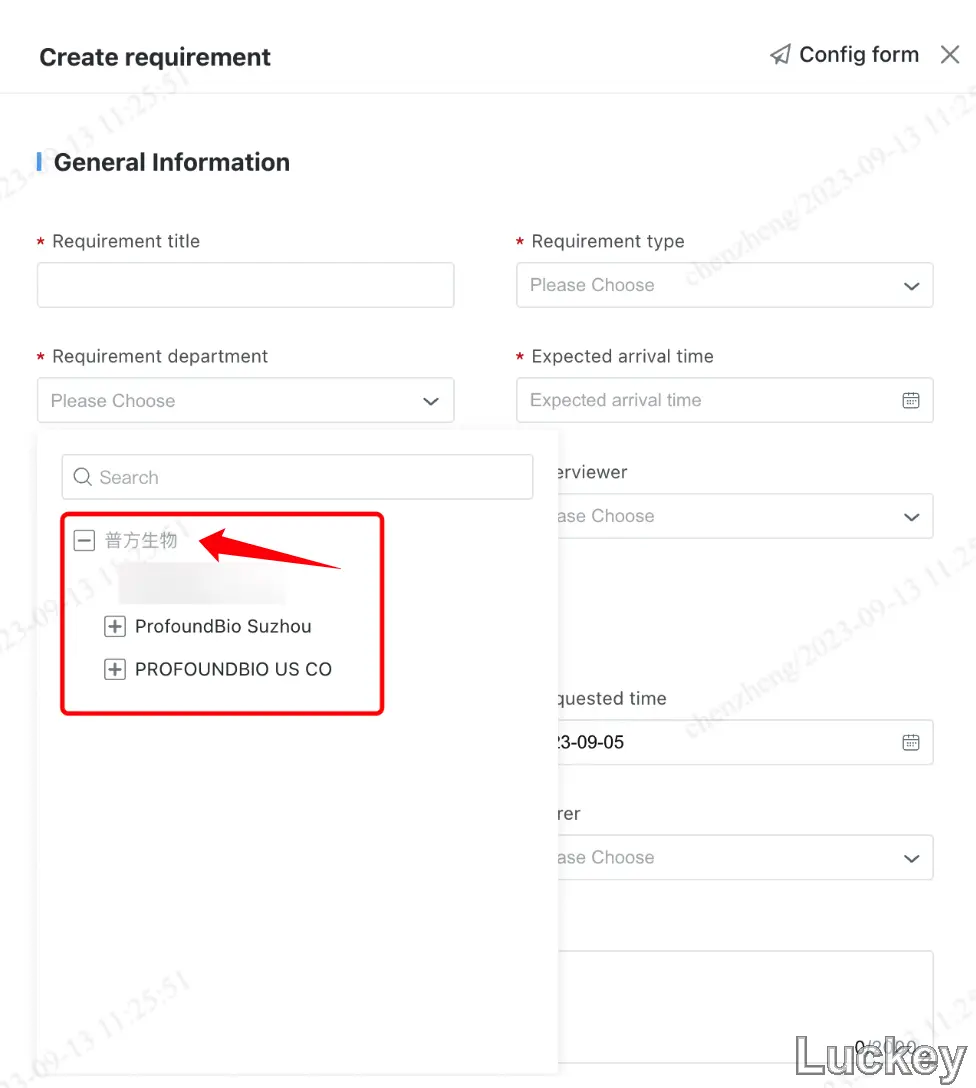 Create requirement
Config form
General Information
* Requirement title
* Requirement type
Please Choose
* Requirement department
* Expected arrival time
Please Choose
Expected arrival time
Search
erviewer
ase Choose
普方生物
ProfoundBio Suzhou
PROFOUNDBIO US CO
quested time
23-09-05
rer
ase Choose
0/2000
Luckey
chenzheng/2023-09-13 11:25:51